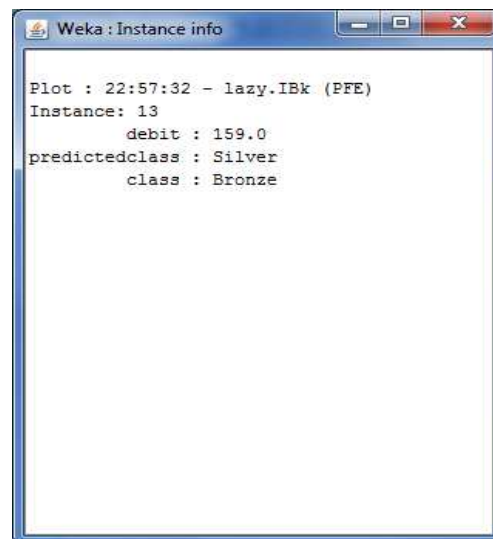 Weka : Instance info
Plot : 22:57:32 - lazy.IBk (PFE)
Instance: 13
debit : 159.0
predictedclass : Silver
class : Bronze